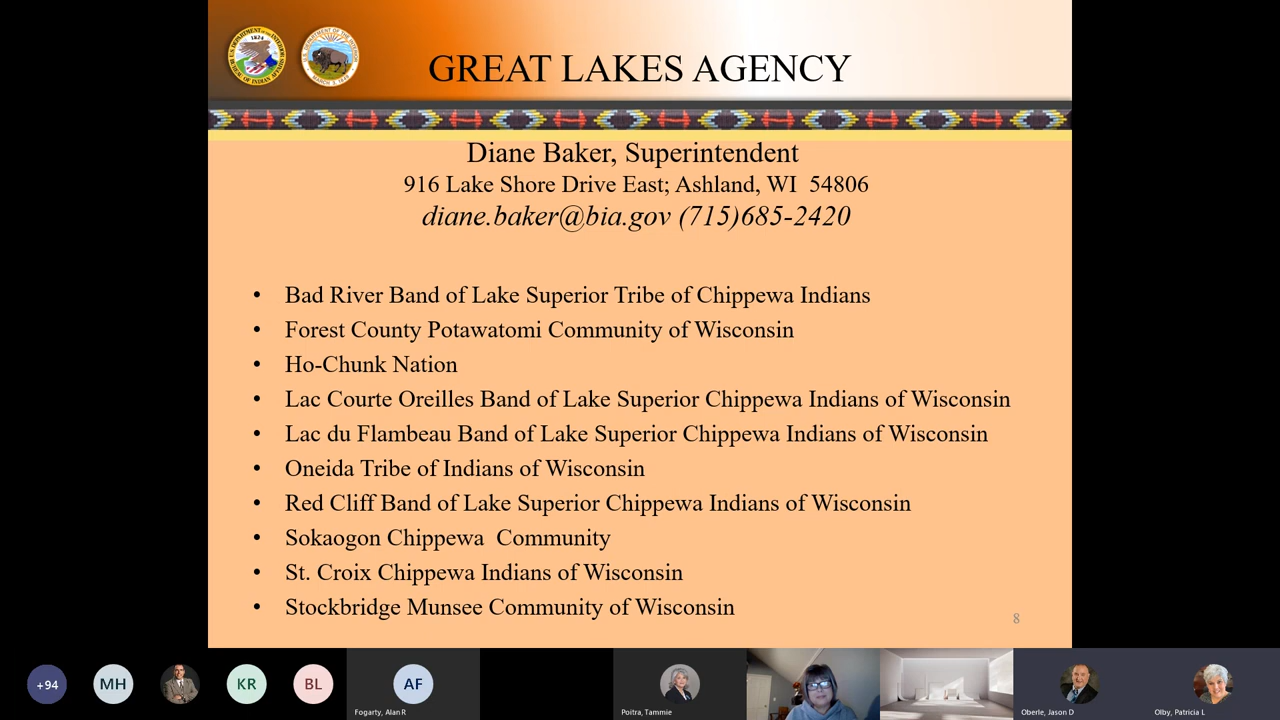 GREAT LAKES AGENCY
Diane Baker, Superintendent
916 Lake Shore Drive East; Ashland, WI  54806
diane.baker@bia.gov (715)685-2420
• Bad River Band of Lake Superior Tribe of Chippewa Indians
• Forest County Potawatomi Community of Wisconsin
• Ho-Chunk Nation
• Lac Courte Oreilles Band of Lake Superior Chippewa Indians of Wisconsin
• Lac du Flambeau Band of Lake Superior Chippewa Indians of Wisconsin
• Oneida Tribe of Indians of Wisconsin
• Red Cliff Band of Lake Superior Chippewa Indians of Wisconsin
• Sokaogon Chippewa  Community
• St. Croix Chippewa Indians of Wisconsin
• Stockbridge Munsee Community of Wisconsin
8
+94 MH KR BL AF
Fogarty, Alan R
Poitra, Tammie
Oberle, Jason D
Olby, Patricia L